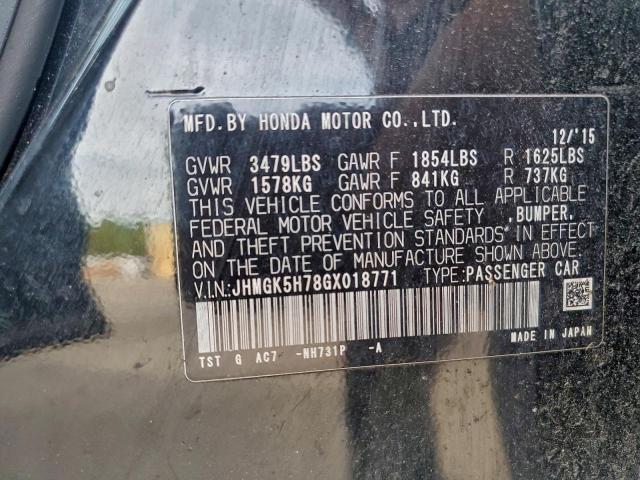 MFD.BY HONDA MOTOR CO.,LTD.
12/'15
GVWR 3479LBS GAWR F 1854LBS R 1625LBS
GVWR 1578KG GAWR F 841KG R 737KG
THIS VEHICLE CONFORMS TO ALL APPLICABLE
FEDERAL MOTOR VEHICLE SAFETY ,BUMPER,
AND THEFT PREVENTION STANDARDS IN EFFECT
ON THE DATE OF MANUFACTURE SHOWN ABOVE.
V.I.N:JHMGK5H78GX018771 TYPE:PASSENGER CAR
TST G AC7 -NH731P -A
MADE IN JAPAN